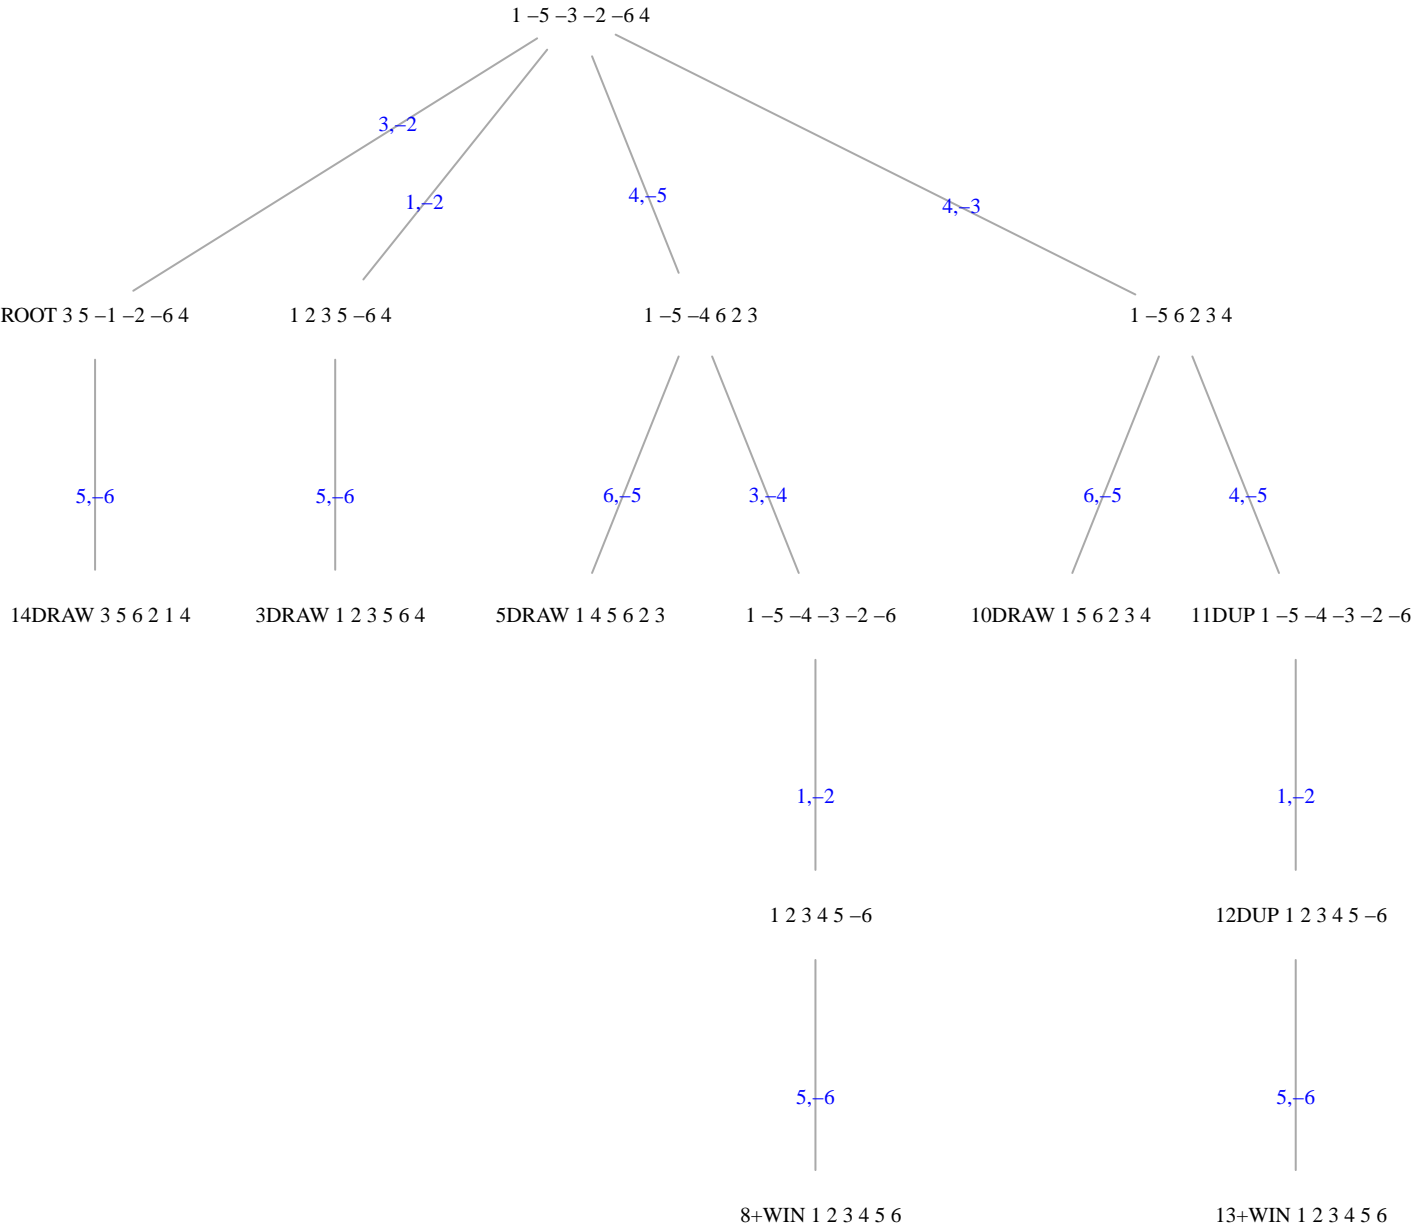 1 –5 –3 –2 –6 4
3,–2
1,–2
4,–5
4,–3
ROOT 3 5 –1 –2 –6 4
1 2 3 5 –6 4
1 –5 –4 6 2 3
1 –5 6 2 3 4
5,–6
5,–6
6,–5
3,–4
6,–5
4,–5
14DRAW 3 5 6 2 1 4
3DRAW 1 2 3 5 6 4
5DRAW 1 4 5 6 2 3
1 –5 –4 –3 –2 –6
10DRAW 1 5 6 2 3 4
11DUP 1 –5 –4 –3 –2 –6
1,–2
1,–2
1 2 3 4 5 –6
12DUP 1 2 3 4 5 –6
5,–6
5,–6
8+WIN 1 2 3 4 5 6
13+WIN 1 2 3 4 5 6